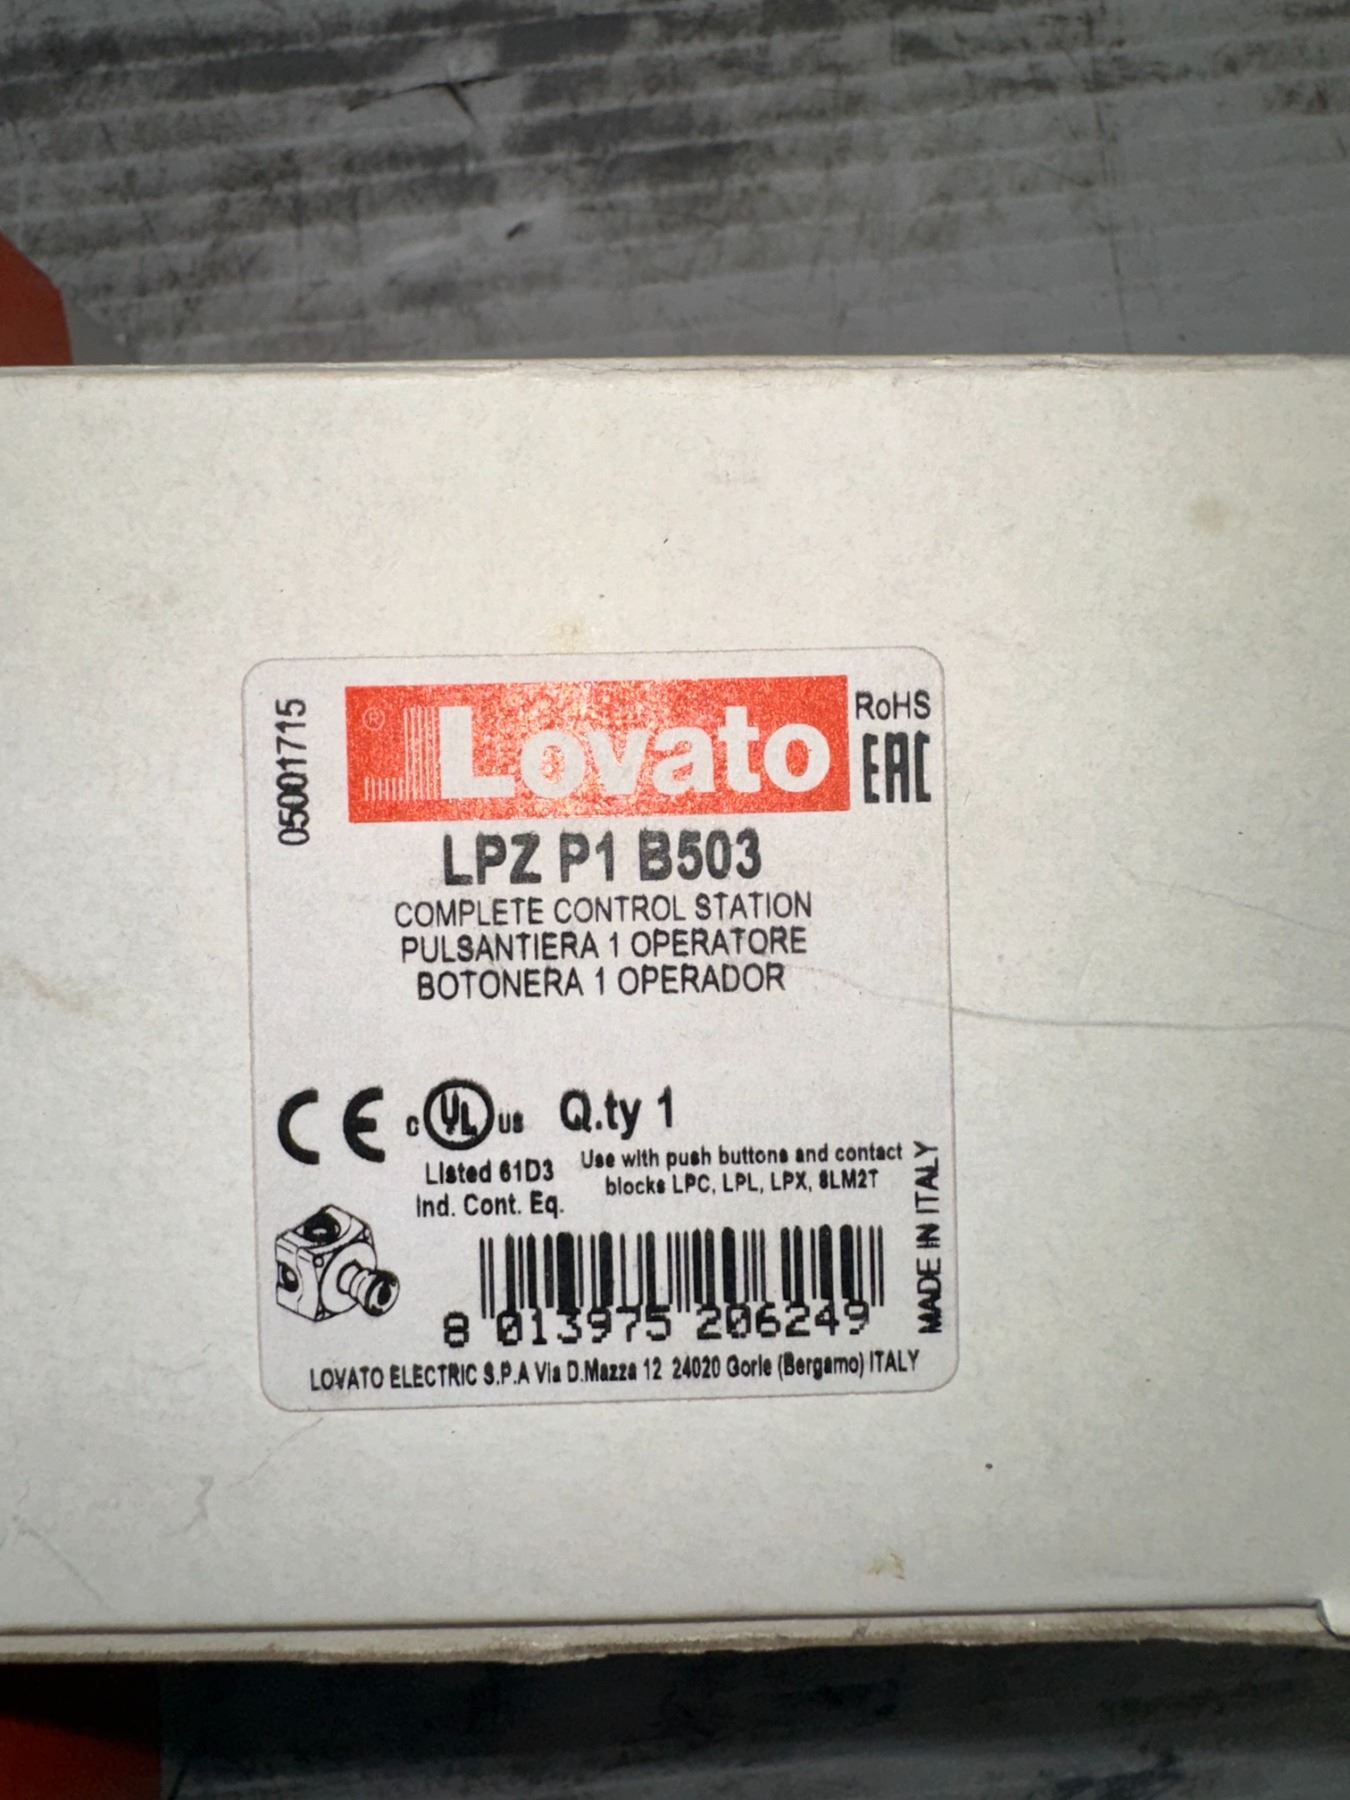 05001715
® Lovato
RoHS
EAC
LPZ P1 B503
COMPLETE CONTROL STATION
PULSANTIERA 1 OPERATORE
BOTONERA 1 OPERADOR
CE c UL us Q.ty 1
Listed 61D3
Ind. Cont. Eq.
Use with push buttons and contact
blocks LPC, LPL, LPX, 8LM2T
MADE IN ITALY
8 013975 206249
LOVATO ELECTRIC S.P.A Via D.Mazza 12 24020 Gorle (Bergamo) ITALY